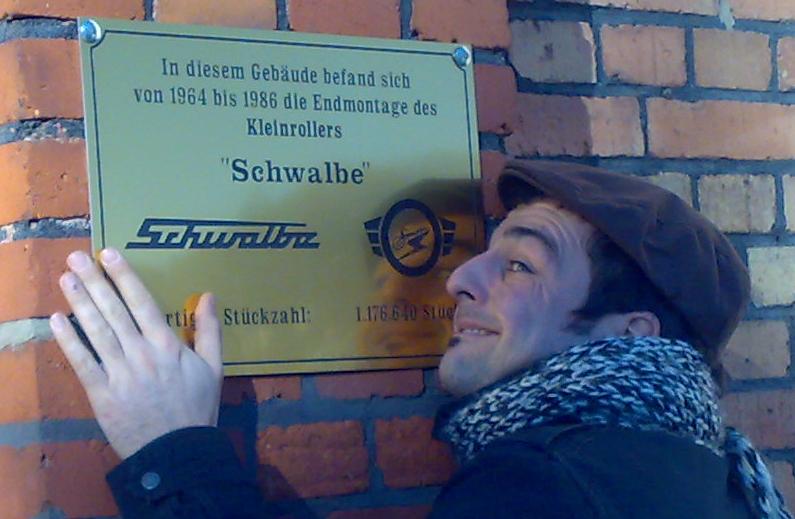 In diesem Gebäude befand sich
von 1964 bis 1986 die Endmontage des
Kleinrollers
"Schwalbe"
Schwalbe
Stückzahl: